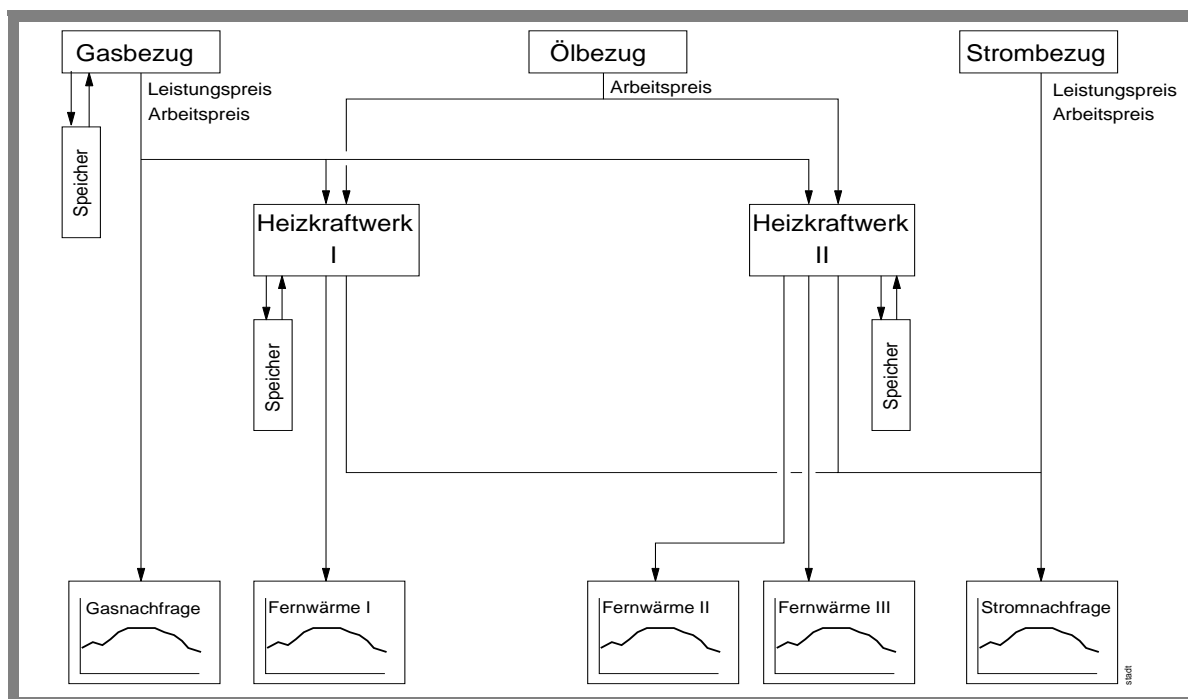 Gasbezug
Ölbezug
Strombezug
Leistungspreis
Arbeitspreis
Arbeitspreis
Leistungspreis
Arbeitspreis
Speicher
Heizkraftwerk
I
Heizkraftwerk
II
Speicher
Speicher
Gasnachfrage
Fernwärme I
Fernwärme II
Fernwärme III
Stromnachfrage
stadt